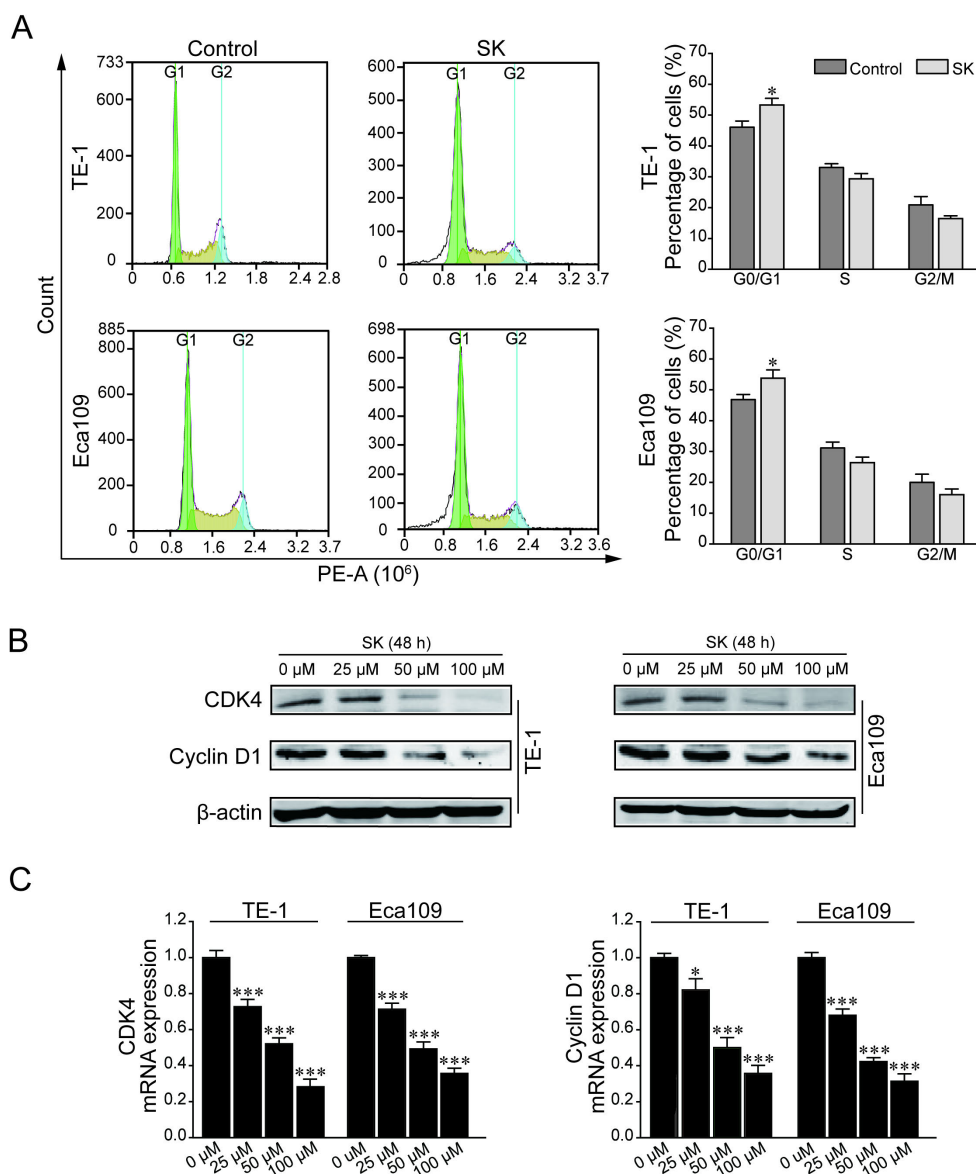 A
Control
SK
Count
TE-1
733
600
400
200
0
G1 G2
0 0.6 1.2 1.8 2.4 2.8
600
500
400
300
200
100
0
G1 G2
0 0.8 1.6 2.4 3.2 3.6
TE-1
Percentage of cells (%)
70
60
50
40
30
20
10
0
Control SK
*
G0/G1 S G2/M
Eca109
885
800
600
400
200
0
G1 G2
0 0.8 1.6 2.4 3.2 3.7
698
600
500
400
300
200
100
0
G1 G2
0 0.8 1.6 2.4 3.2 3.7
PE-A (10⁶)
Eca109
Percentage of cells (%)
70
60
50
40
30
20
10
0
*
G0/G1 S G2/M
B
SK (48 h)
0 µM 25 µM 50 µM 100 µM
SK (48 h)
0 µM 25 µM 50 µM 100 µM
CDK4
Cyclin D1
β-actin
TE-1
Eca109
C
TE-1 Eca109
CDK4
mRNA expression
1.2
1.0
0.8
0.6
0.4
0.2
0.0
*** *** ***
*** *** ***
0 µM 25 µM 50 µM 100 µM
0 uM 25 µM 50 µM 100 µM
TE-1 Eca109
Cyclin D1
mRNA expression
1.2
1.0
0.8
0.6
0.4
0.2
0.0
* *** ***
*** *** ***
0 µM 25 µM 50 µM 100 µM
0 uM 25 µM 50 µM 100 µM